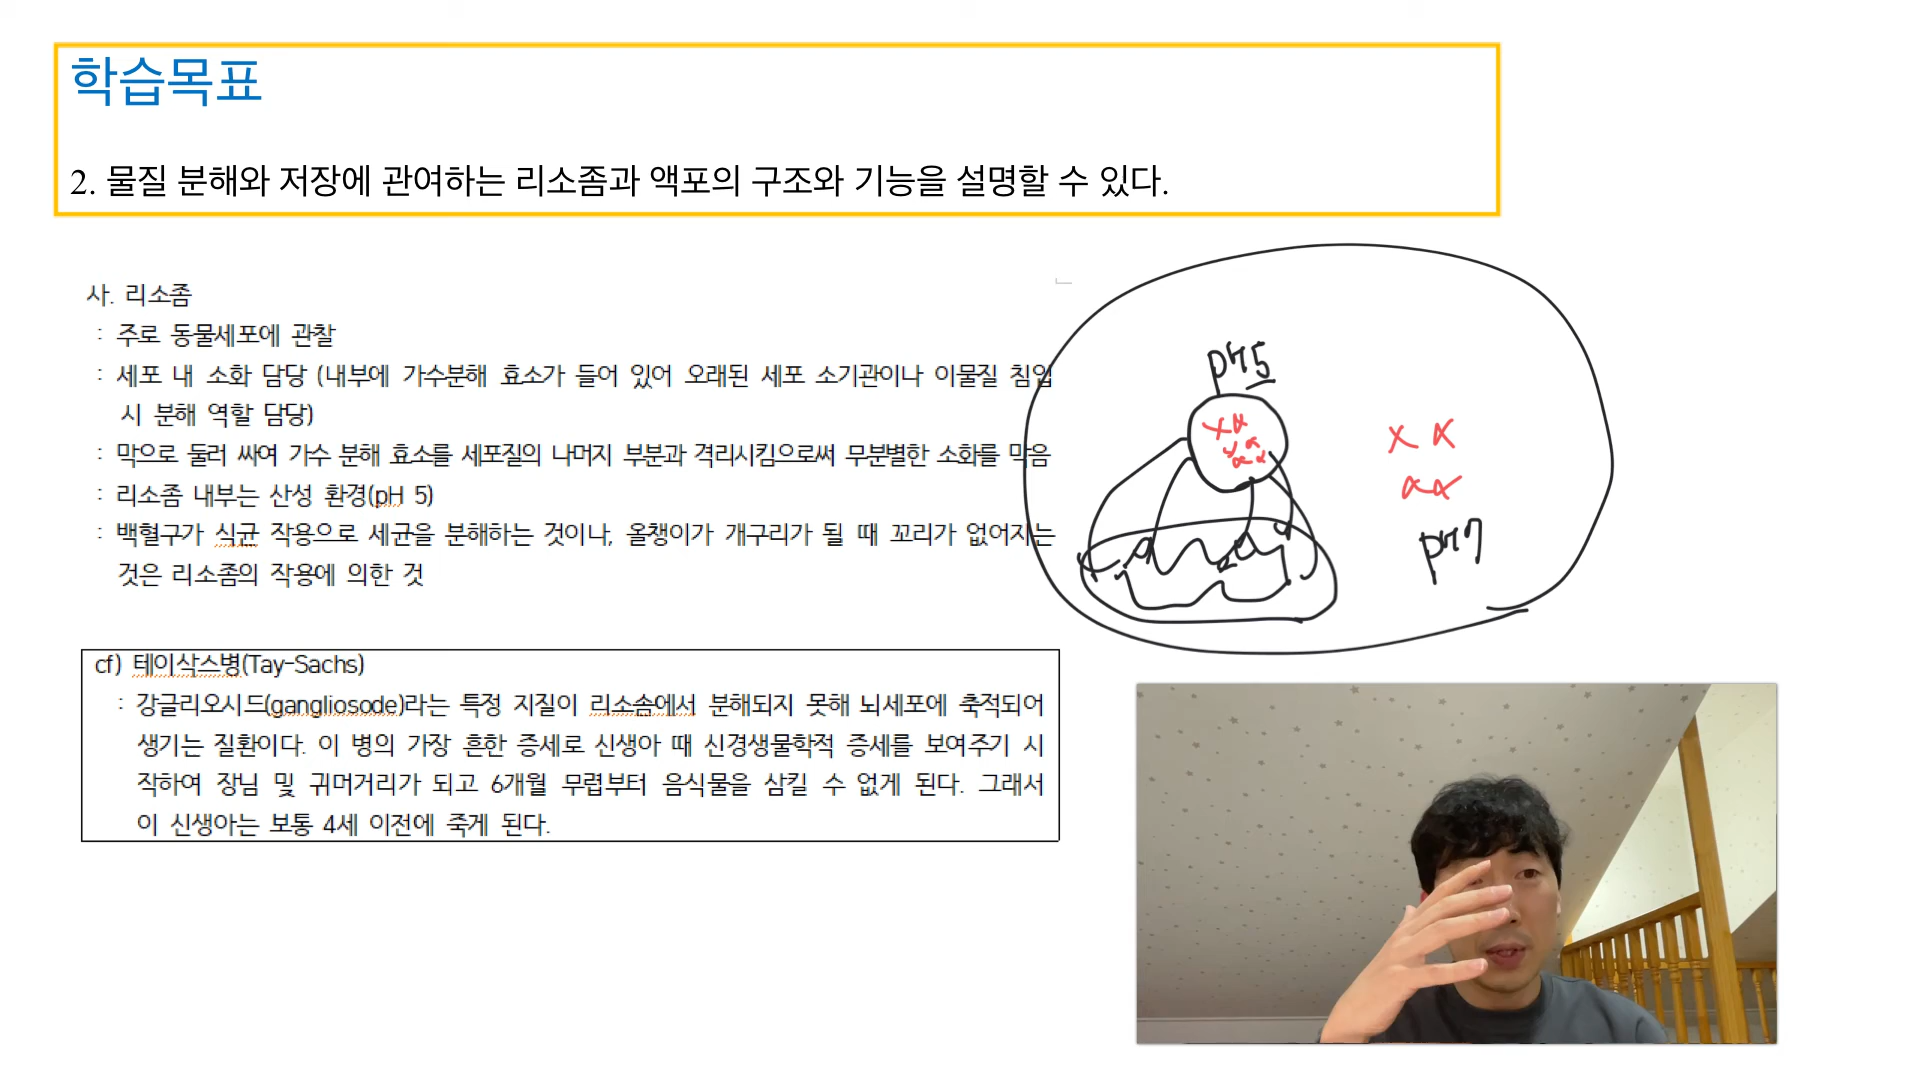 학습목표
2. 물질 분해와 저장에 관여하는 리소좀과 액포의 구조와 기능을 설명할 수 있다.
사. 리소좀
: 주로 동물세포에 관찰
: 세포 내 소화 담당 (내부에 가수분해 효소가 들어 있어 오래된 세포 소기관이나 이물질 침입
시 분해 역할 담당)
: 막으로 둘러 싸여 가수 분해 효소를 세포질의 나머지 부분과 격리시킴으로써 무분별한 소화를 막음
: 리소좀 내부는 산성 환경(pH 5)
: 백혈구가 식균 작용으로 세균을 분해하는 것이나, 올챙이가 개구리가 될 때 꼬리가 없어지는
것은 리소좀의 작용에 의한 것
pH 5
pH 7
cf) 테이삭스병(Tay-Sachs)
: 강글리오시드(gangliosode)라는 특정 지질이 리소솜에서 분해되지 못해 뇌세포에 축적되어
생기는 질환이다. 이 병의 가장 흔한 증세로 신생아 때 신경생물학적 증세를 보여주기 시
작하여 장님 및 귀머거리가 되고 6개월 무렵부터 음식물을 삼킬 수 없게 된다. 그래서
이 신생아는 보통 4세 이전에 죽게 된다.